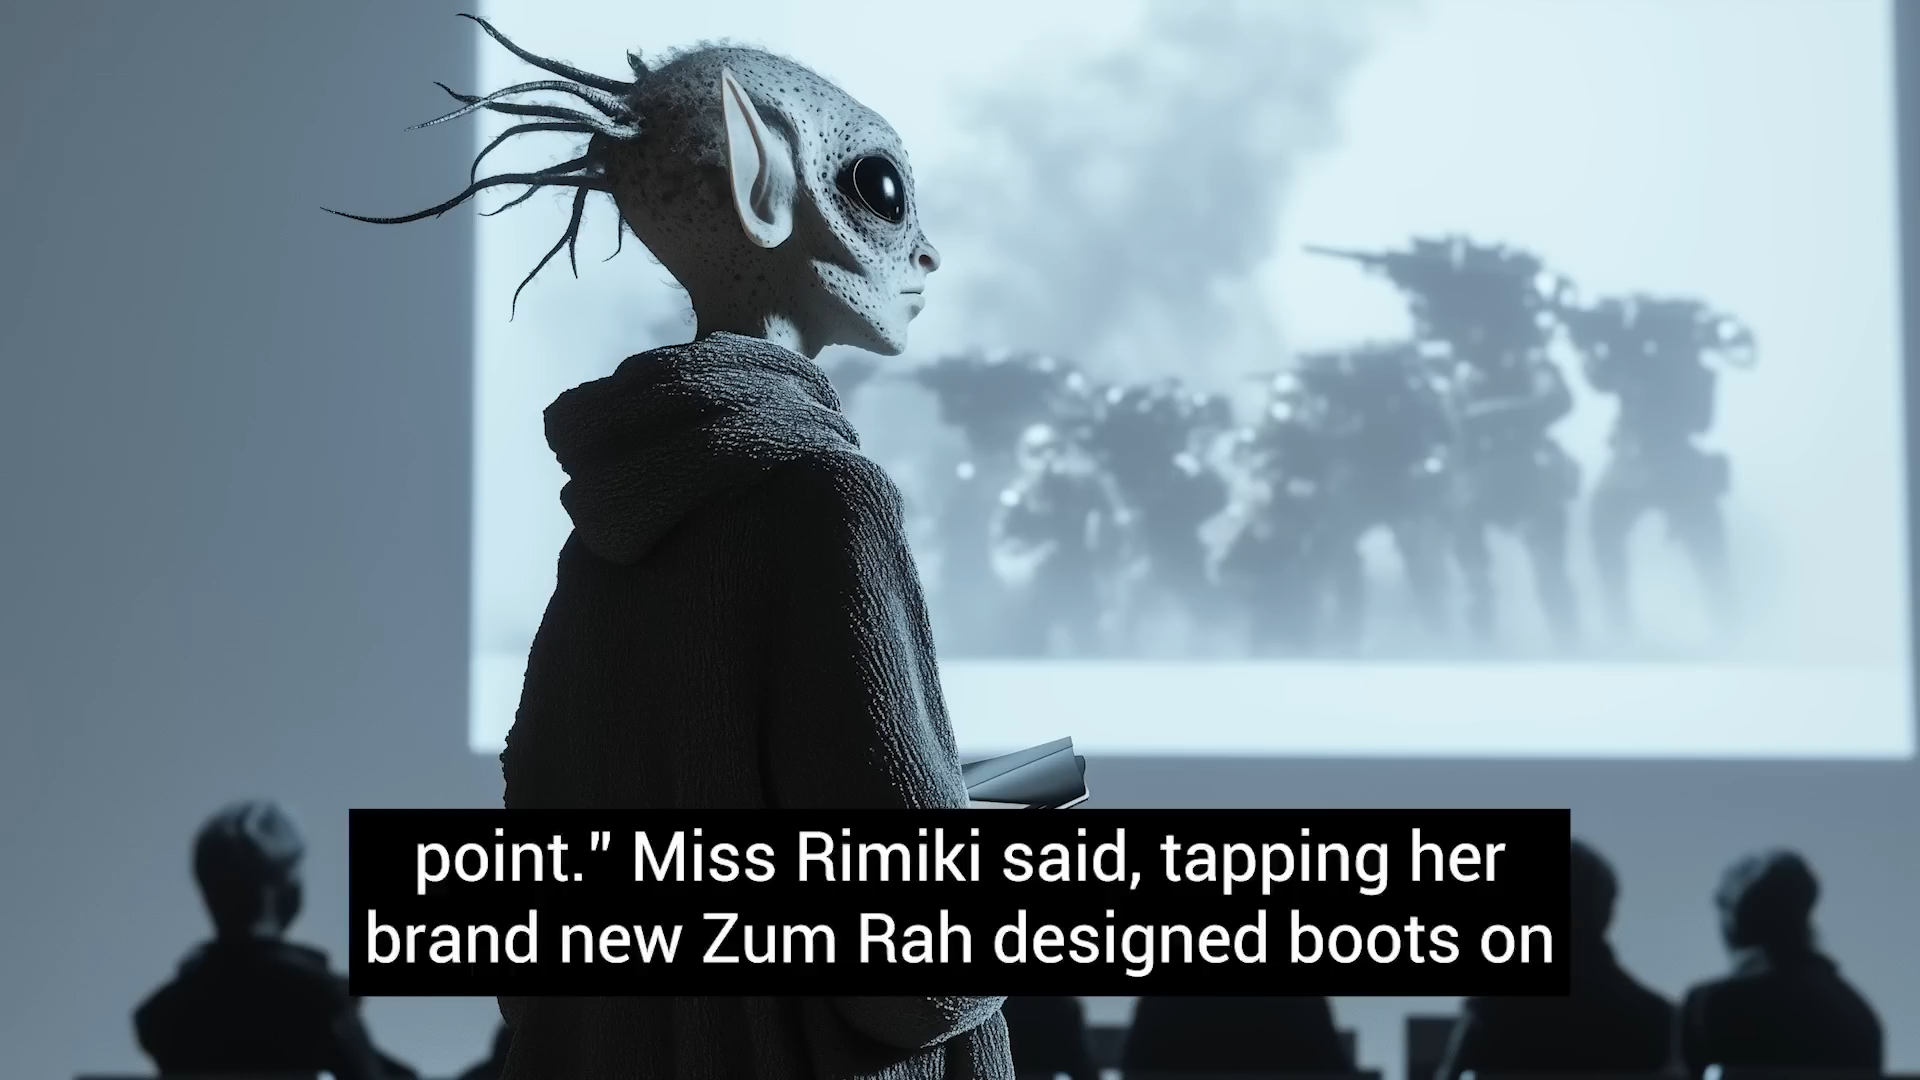 point." Miss Rimiki said, tapping her
brand new Zum Rah designed boots on